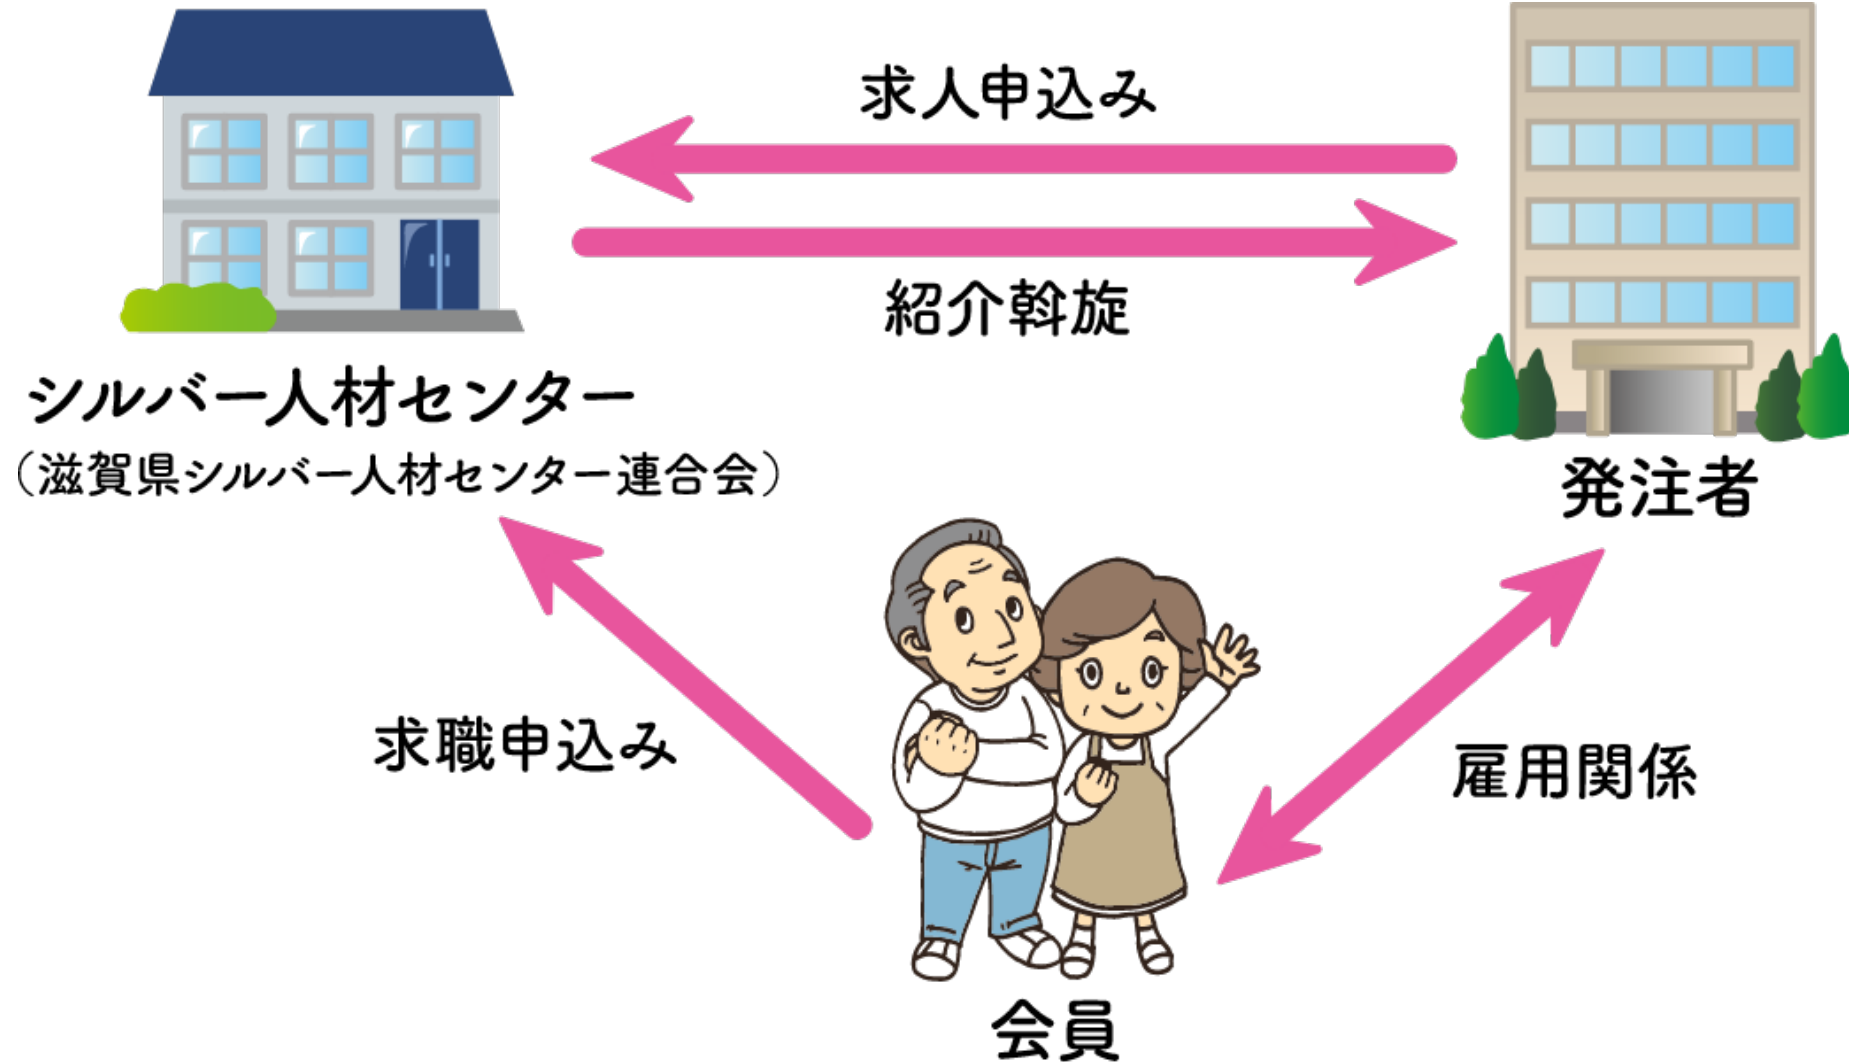 求人申込み
紹介斡旋
シルバー人材センター
（滋賀県シルバー人材センター連合会）
発注者
求職申込み
雇用関係
会員